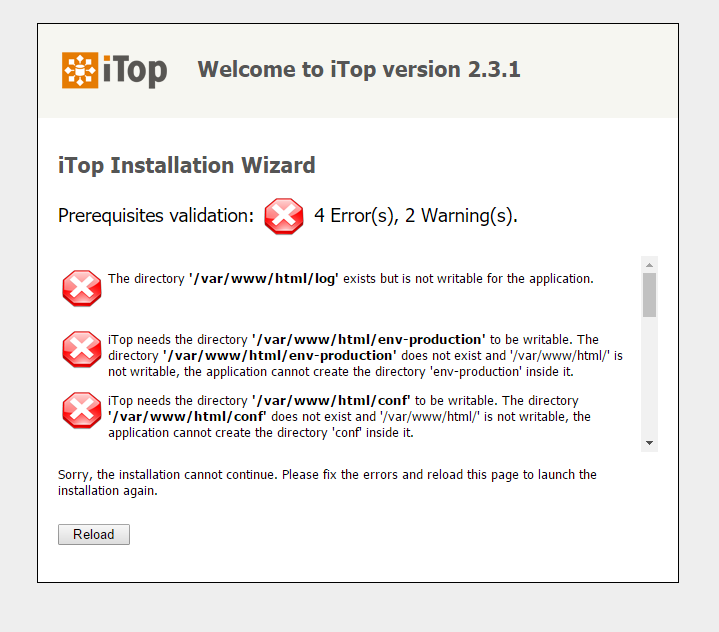 iTop
Welcome to iTop version 2.3.1
iTop Installation Wizard
Prerequisites validation: 4 Error(s), 2 Warning(s).
The directory '/var/www/html/log' exists but is not writable for the application.
iTop needs the directory '/var/www/html/env-production' to be writable. The
directory '/var/www/html/env-production' does not exist and '/var/www/html/' is
not writable, the application cannot create the directory 'env-production' inside it.
iTop needs the directory '/var/www/html/conf' to be writable. The directory
'/var/www/html/conf' does not exist and '/var/www/html/' is not writable, the
application cannot create the directory 'conf' inside it.
Sorry, the installation cannot continue. Please fix the errors and reload this page to launch the
installation again.
Reload